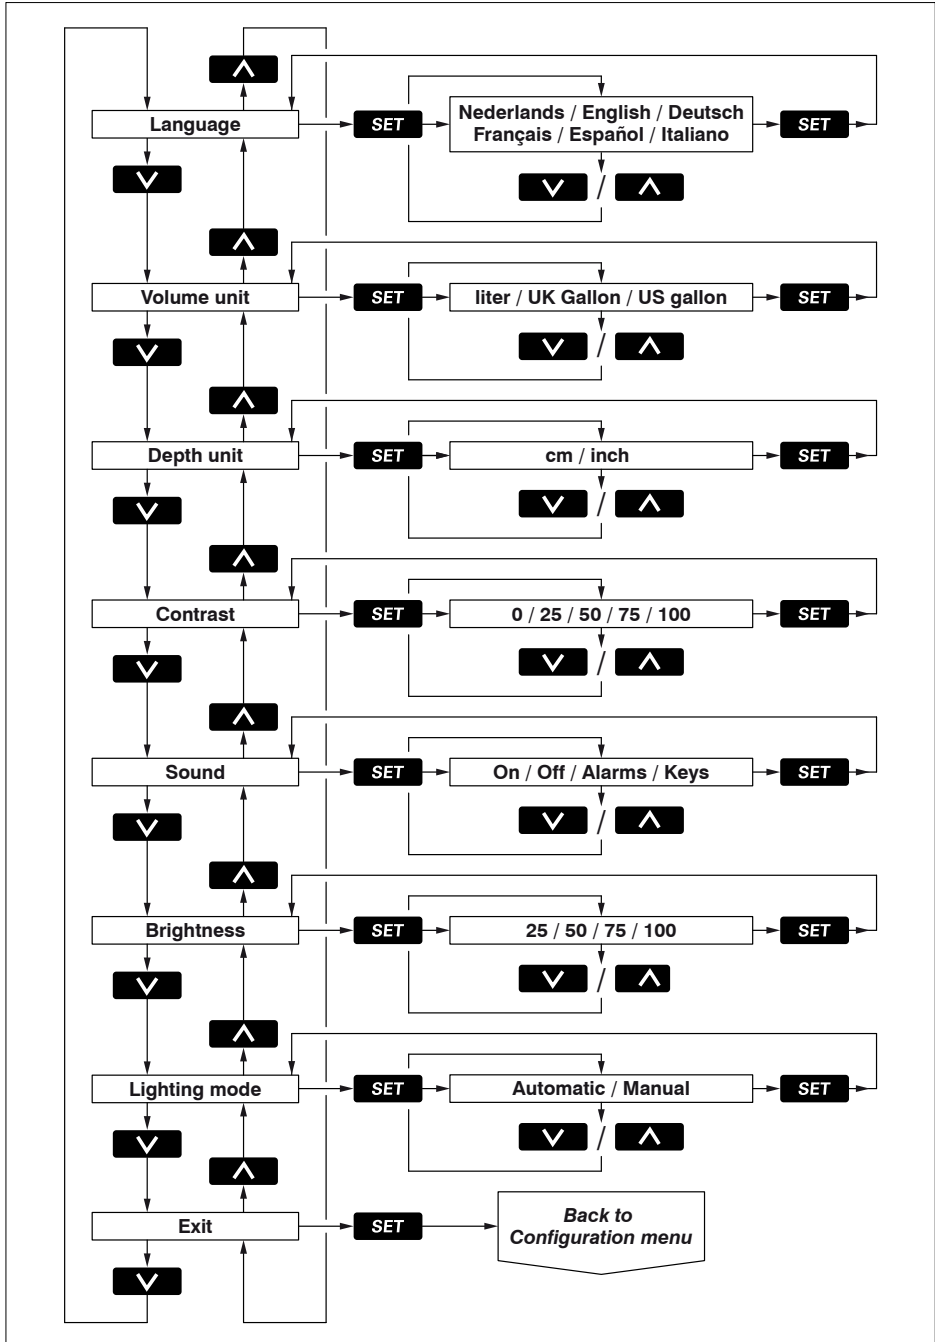 Language
SET
Nederlands / English / Deutsch
Français / Español / Italiano
SET
/
Volume unit
SET
liter / UK Gallon / US gallon
SET
/
Depth unit
SET
cm / inch
SET
/
Contrast
SET
0 / 25 / 50 / 75 / 100
SET
/
Sound
SET
On / Off / Alarms / Keys
SET
/
Brightness
SET
25 / 50 / 75 / 100
SET
/
Lighting mode
SET
Automatic / Manual
SET
/
Exit
SET
Back to
Configuration menu